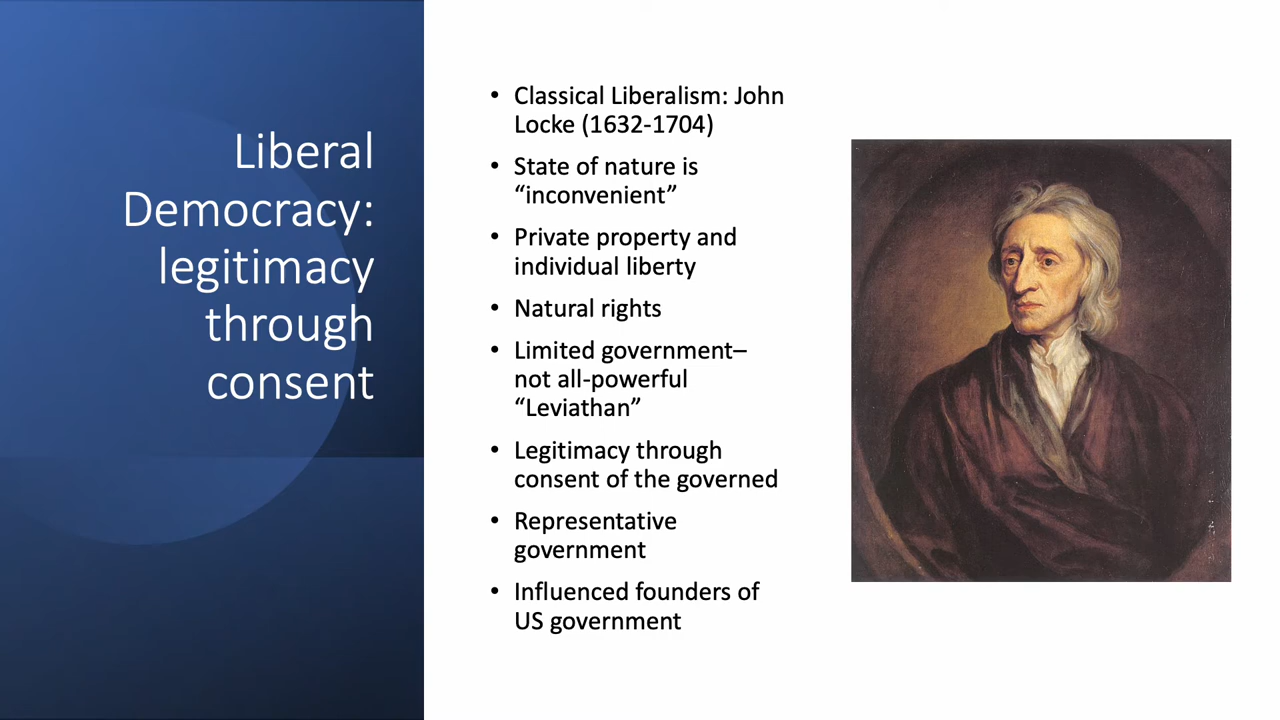 Liberal
Democracy:
legitimacy
through
consent
• Classical Liberalism: John
Locke (1632-1704)
• State of nature is
“inconvenient”
• Private property and
individual liberty
• Natural rights
• Limited government–
not all-powerful
“Leviathan”
• Legitimacy through
consent of the governed
• Representative
government
• Influenced founders of
US government